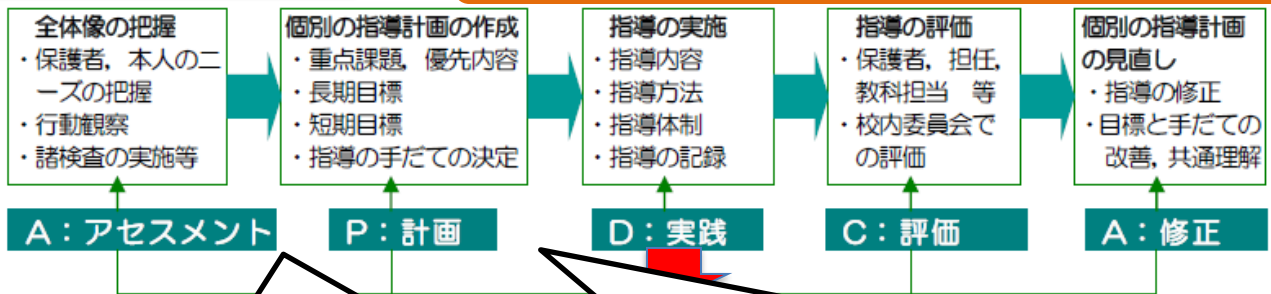 全体像の把握
・保護者，本人のニ
ーズの把握
・行動観察
・諸検査の実施等
個別の指導計画の作成
・重点課題，優先内容
・長期目標
・短期目標
・指導の手だての決定
指導の実施
・指導内容
・指導方法
・指導体制
・指導の記録
指導の評価
・保護者，担任，
教科担当　等
・校内委員会で
の評価
個別の指導計画
の見直し
・指導の修正
・目標と手だての
改善，共通理解
A：アセスメント
P：計画
D：実践
C：評価
A：修正